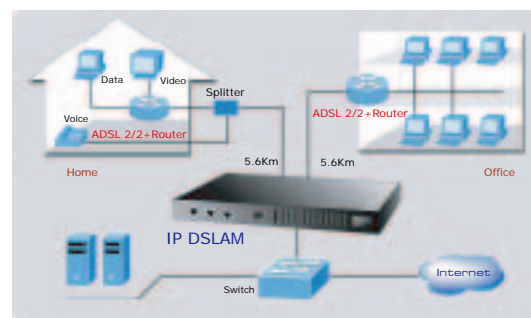 Data
Video
Splitter
Voice
ADSL 2/2+Router
ADSL 2/2+Router
5.6Km
5.6Km
Home
Office
IP DSLAM
Switch
Internet